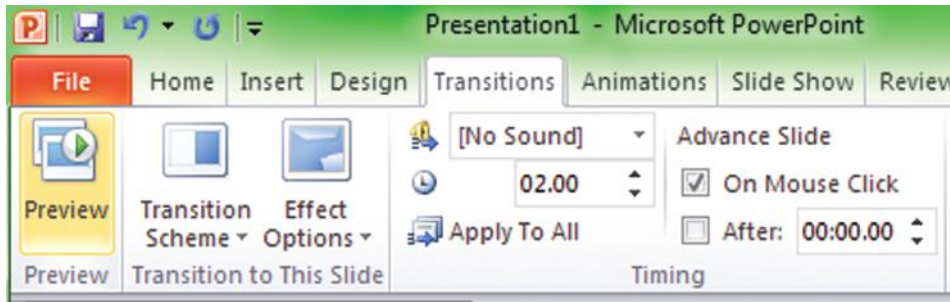 P Presentation1 - Microsoft PowerPoint
File Home Insert Design Transitions Animations Slide Show Review
[No Sound] Advance Slide
02.00 On Mouse Click
Preview Transition Scheme Effect Options Apply To All After: 00:00.00
Preview Transition to This Slide Timing